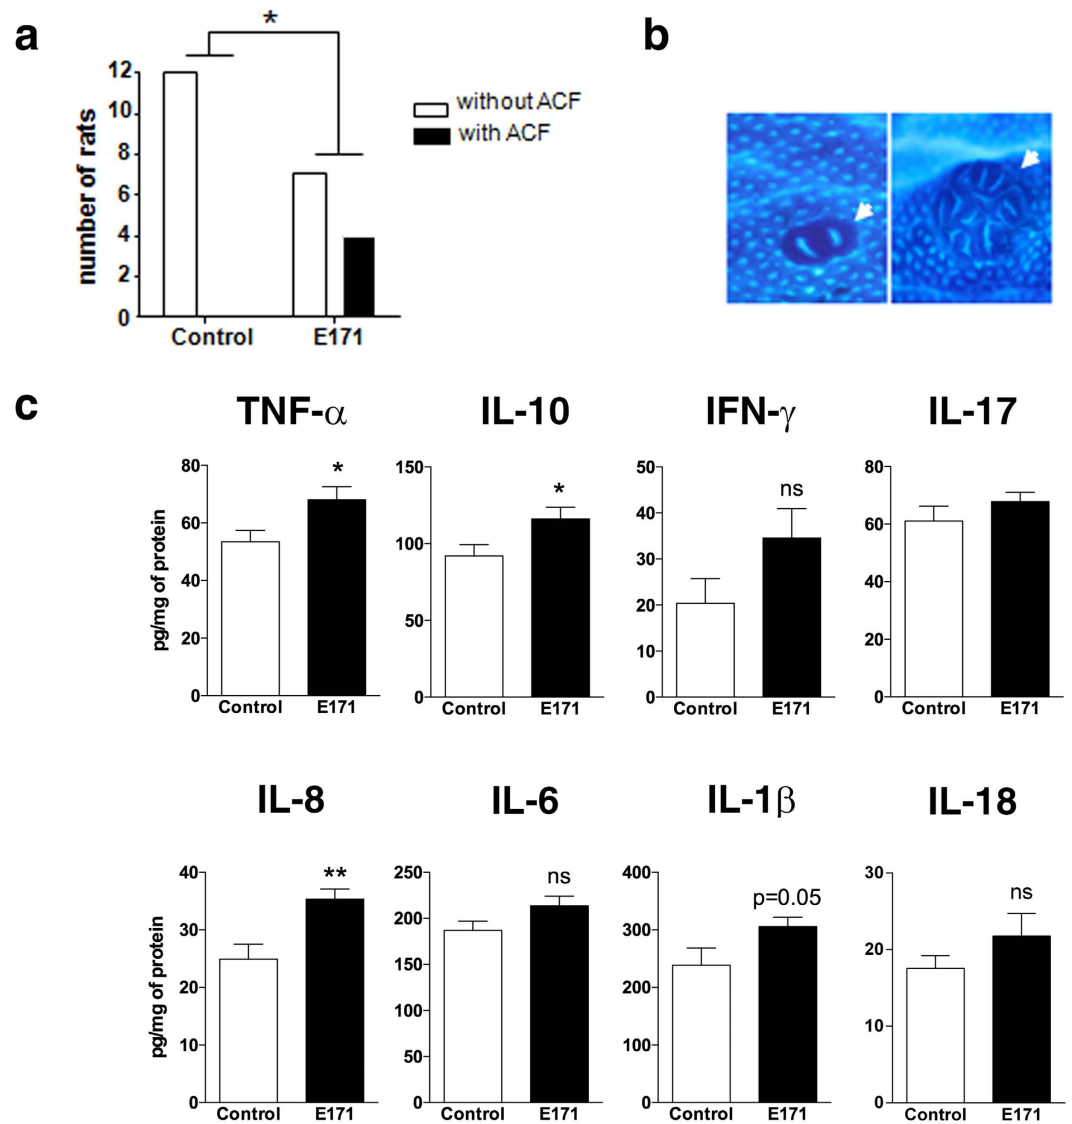 a
*
12
10
8
6
4
2
0
number of rats
Control
E171
without ACF
with ACF
b
c
TNF-α
80
60
40
20
0
pg/mg of protein
*
Control
E171
IL-10
150
100
50
0
*
Control
E171
IFN-γ
50
40
30
20
10
0
ns
Control
E171
IL-17
80
60
40
20
0
Control
E171
IL-8
40
30
20
10
0
pg/mg of protein
**
Control
E171
IL-6
250
200
150
100
50
0
ns
Control
E171
IL-1β
400
300
200
100
0
p=0.05
Control
E171
IL-18
30
20
10
0
ns
Control
E171